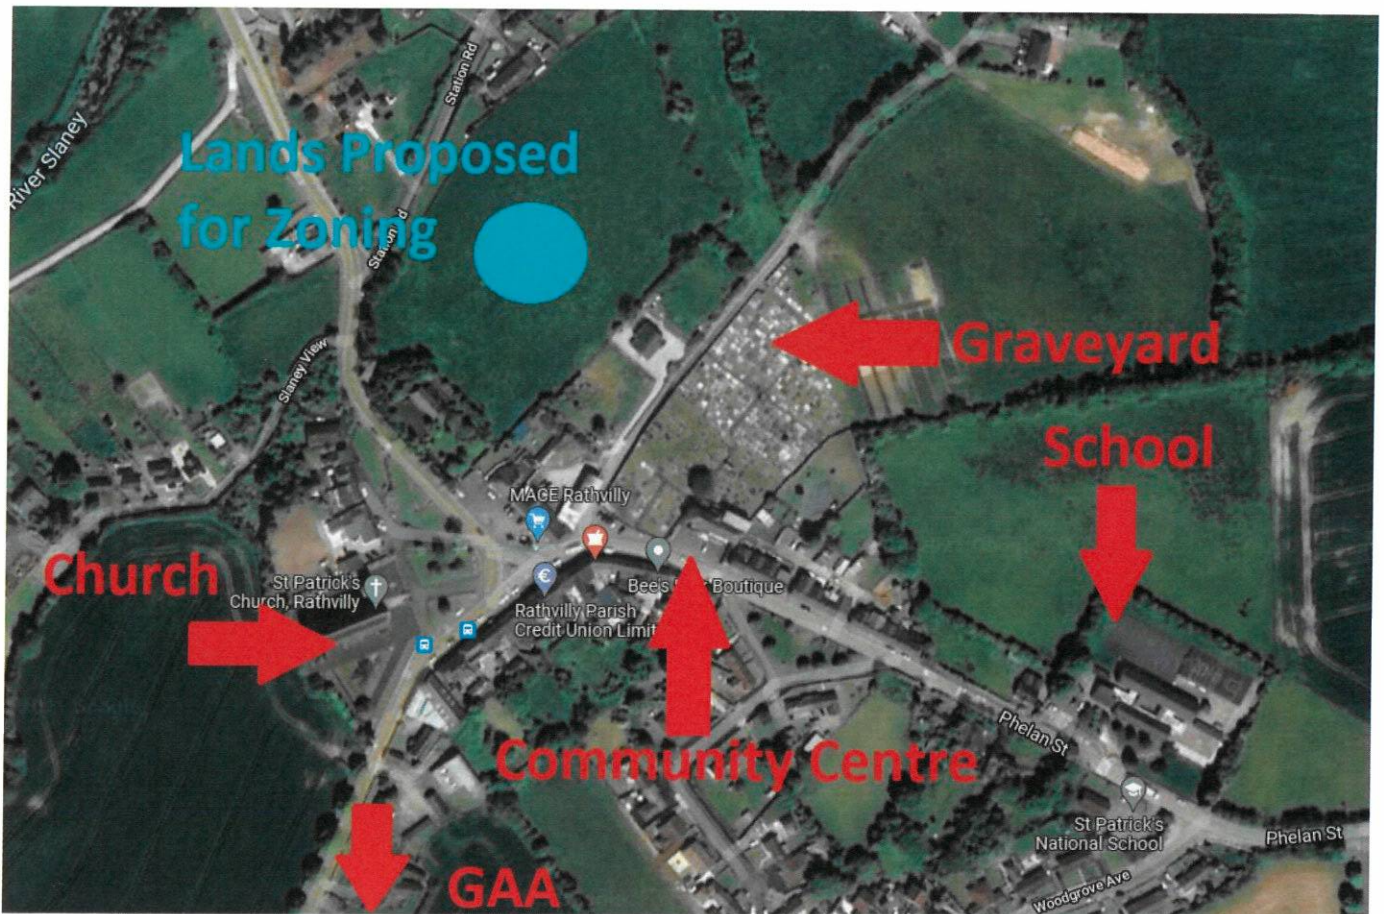 Station Rd
River Slaney
Lands Proposed
for Zoning
Station Rd
Graveyard
Slaney View
School
MACE Rathvilly
Church
St Patrick's
Church, Rathvilly
Bee's Boutique
Rathvilly Parish
Credit Union Limit
Phelan St
Community Centre
St Patrick's
National School
Phelan St
GAA
Woodgrove Ave